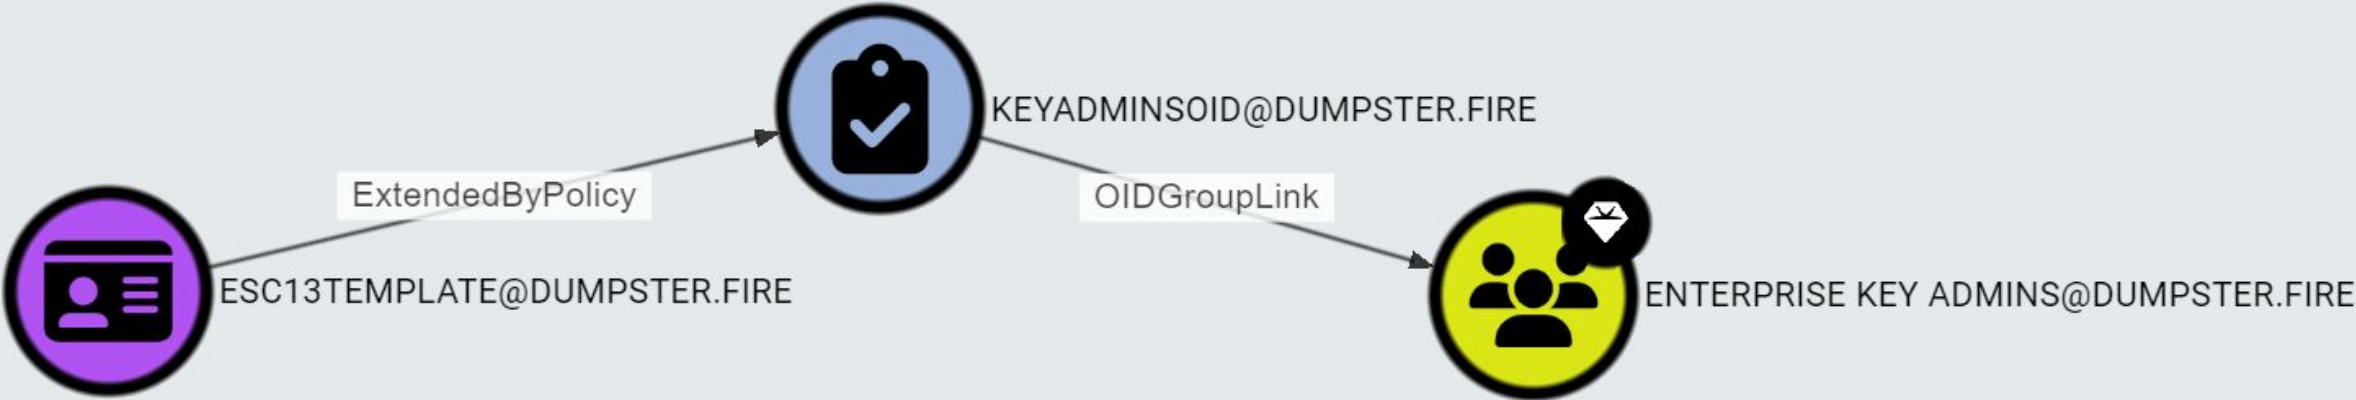 KEYADMINSOID@DUMPSTER.FIRE
ExtendedByPolicy
OIDGroupLink
ESC13TEMPLATE@DUMPSTER.FIRE
ENTERPRISE KEY ADMINS@DUMPSTER.FIRE